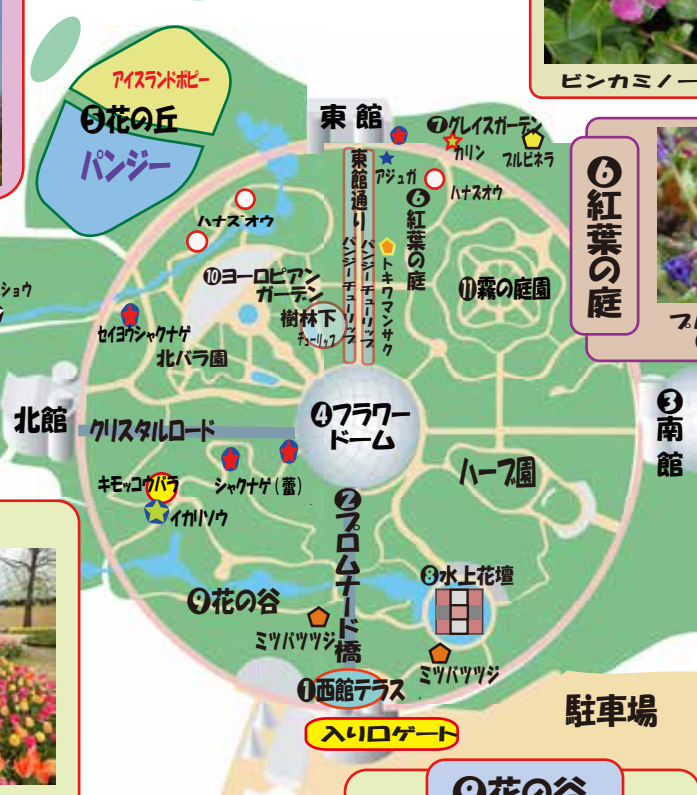 ビンカミノー
アイスランドポピー
❺花の丘
パンジー
東館
❼グレイスガーデン
カリン
ブルビネラ
アジュガ
ハナズオウ
東館通り
パンジーチューリップ
パンジーチューリップ
❻紅葉の庭
トキワマンサク
❻紅葉の庭
ハナズオウ
❿ヨーロピアン
ガーデン
樹林下
チューリップ
⓫霧の庭園
ショウ
セイヨウシャクナゲ
北バラ園
北館
クリスタルロード
❹フラワー
ドーム
❸南館
ハーブ園
キモッコウバラ
シャクナゲ(蕾)
イカリソウ
❷プロムナード橋
❽水上花壇
❾花の谷
ミツバツツジ
ミツバツツジ
❶西館テラス
入り口ゲート
駐車場
❾花の谷